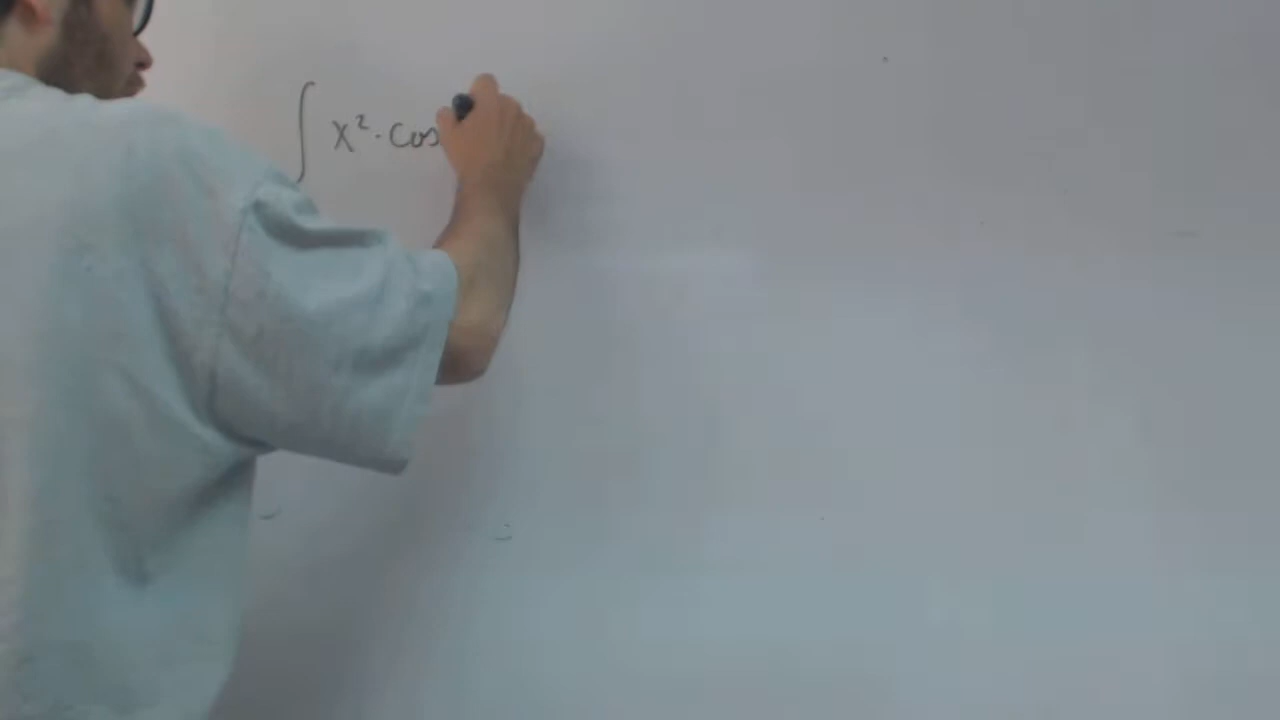 ∫ x² · cos